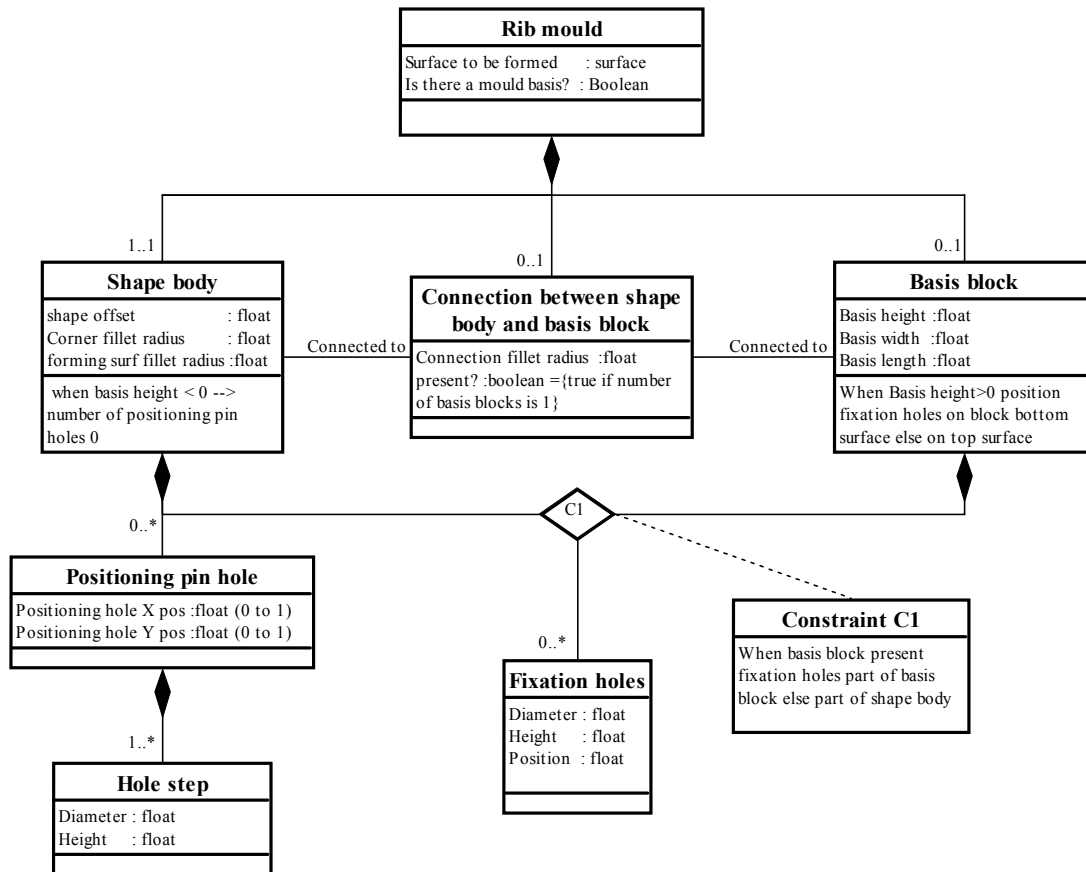 Rib mould
Surface to be formed : surface
Is there a mould basis? : Boolean
1..1
0..1
0..1
Shape body
shape offset : float
Corner fillet radius : float
forming surf fillet radius :float
when basis height < 0 -->
number of positioning pin
holes 0
Connected to
Connection between shape
body and basis block
Connection fillet radius :float
present? :boolean ={true if number
of basis blocks is 1}
Connected to
Basis block
Basis height :float
Basis width :float
Basis length :float
When Basis height>0 position
fixation holes on block bottom
surface else on top surface
C1
0..*
Positioning pin hole
Positioning hole X pos :float (0 to 1)
Positioning hole Y pos :float (0 to 1)
Constraint C1
When basis block present
fixation holes part of basis
block else part of shape body
0..*
Fixation holes
Diameter : float
Height : float
Position : float
1..*
Hole step
Diameter : float
Height : float